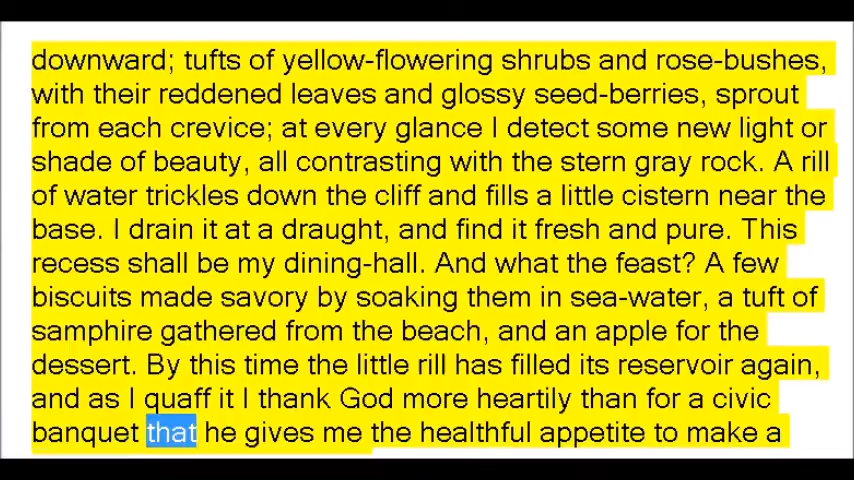 downward; tufts of yellow-flowering shrubs and rose-bushes,
with their reddened leaves and glossy seed-berries, sprout
from each crevice; at every glance I detect some new light or
shade of beauty, all contrasting with the stern gray rock. A rill
of water trickles down the cliff and fills a little cistern near the
base. I drain it at a draught, and find it fresh and pure. This
recess shall be my dining-hall. And what the feast? A few
biscuits made savory by soaking them in sea-water, a tuft of
samphire gathered from the beach, and an apple for the
dessert. By this time the little rill has filled its reservoir again,
and as I quaff it I thank God more heartily than for a civic
banquet that he gives me the healthful appetite to make a